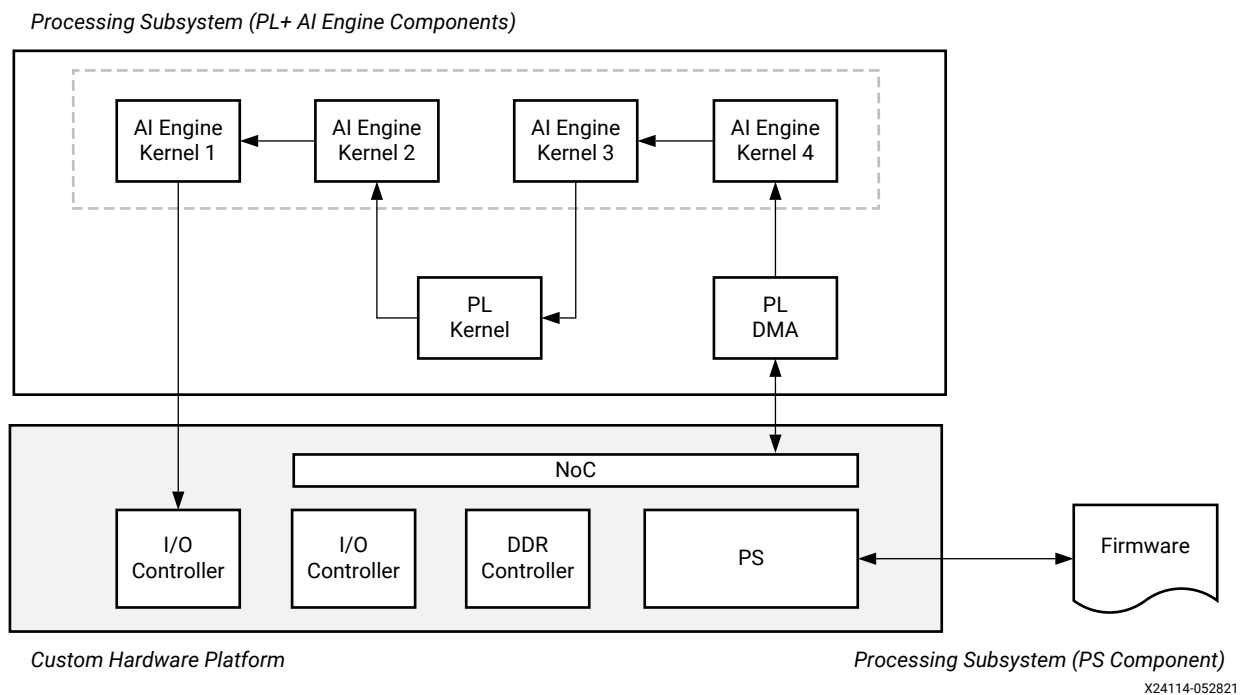 Processing Subsystem (PL+ AI Engine Components)
AI Engine
Kernel 1
AI Engine
Kernel 2
AI Engine
Kernel 3
AI Engine
Kernel 4
PL
Kernel
PL
DMA
NoC
I/O
Controller
I/O
Controller
DDR
Controller
PS
Firmware
Custom Hardware Platform
Processing Subsystem (PS Component)
X24114-052821